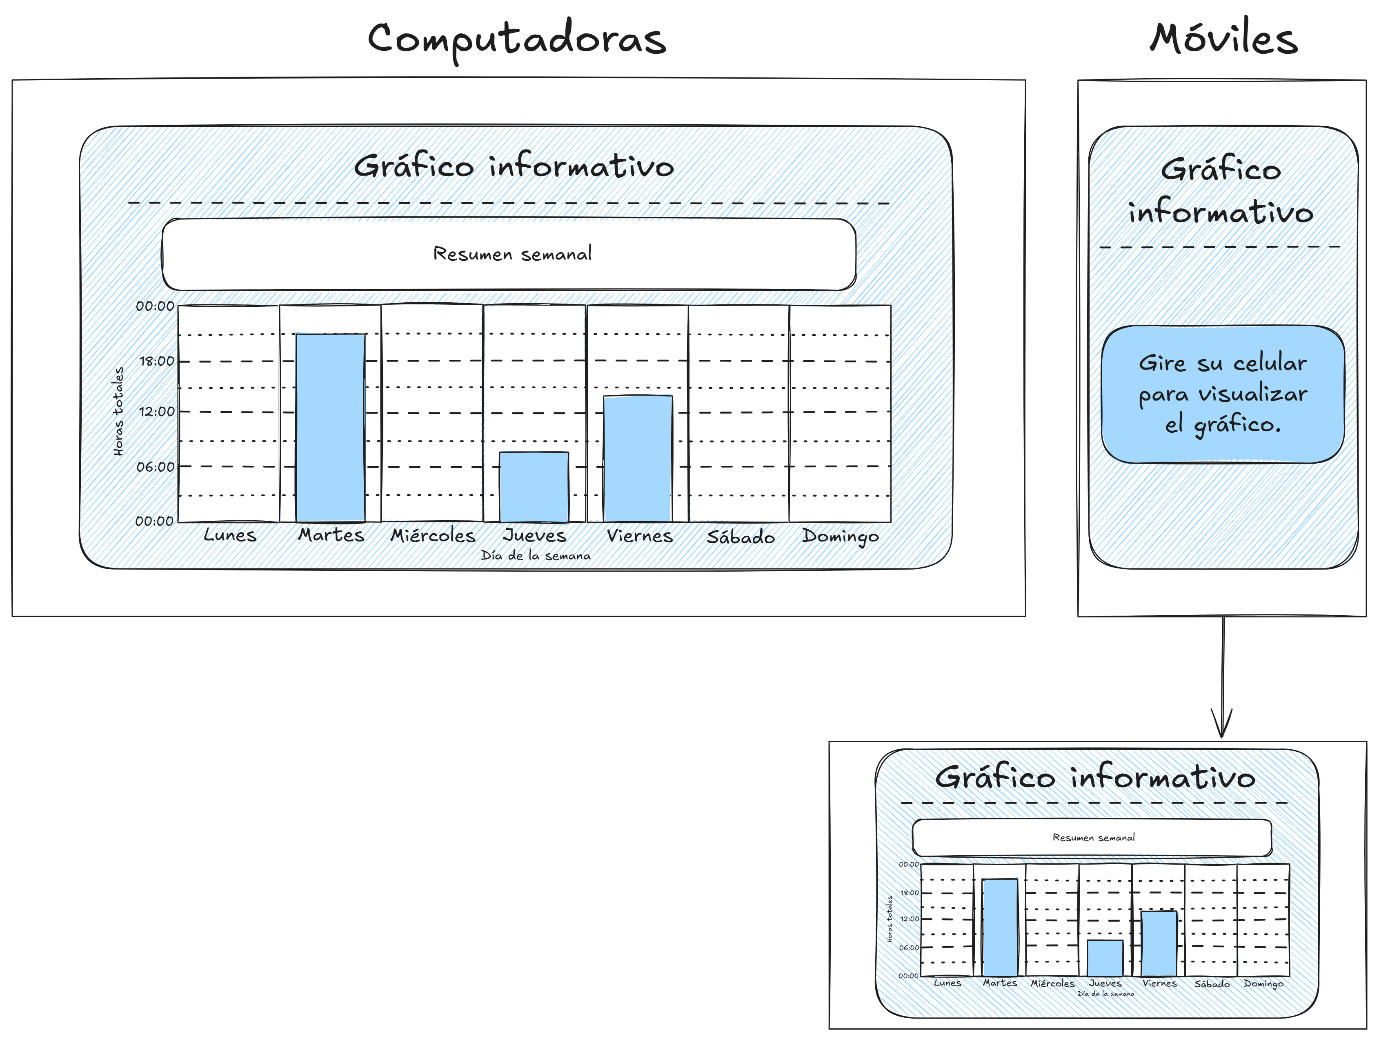 Computadoras
Móviles
Gráfico informativo
Resumen semanal
00:00
18:00
12:00
06:00
00:00
Horas totales
Lunes Martes Miércoles Jueves Viernes Sábado Domingo
Día de la semana
Gráfico
informativo
Gire su celular
para visualizar
el gráfico.
Gráfico informativo
Resumen semanal
00:00
18:00
12:00
06:00
00:00
Horas totales
Lunes Martes Miércoles Jueves Viernes Sábado Domingo
Día de la semana